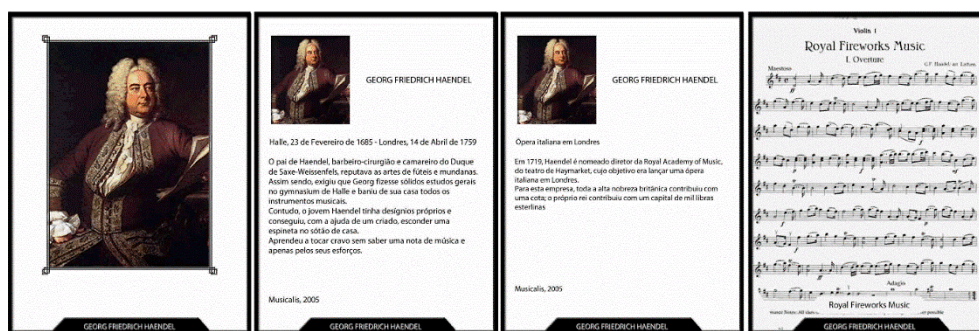 GEORG FRIEDRICH HAENDEL
GEORG FRIEDRICH HAENDEL
Halle, 23 de Fevereiro de 1685 - Londres, 14 de Abril de 1759
O pai de Haendel, barbeiro-cirurgião e camareiro do Duque
de Saxe-Weissenfels, reputava as artes de fúteis e mundanas.
Assim sendo, exigiu que Georg fizesse sólidos estudos gerais
no gymnasium de Halle e baniu de sua casa todos os
instrumentos musicais.
Contudo, o jovem Haendel tinha desígnios próprios e
conseguiu, com a ajuda de um criado, esconder uma
espineta no sótão de casa.
Aprendeu a tocar cravo sem saber uma nota de música e
apenas pelos seus esforços.
Musicalis, 2005
GEORG FRIEDRICH HAENDEL
GEORG FRIEDRICH HAENDEL
Ópera italiana em Londres
Em 1719, Haendel é nomeado diretor da Royal Academy of Music,
do teatro de Haymarket, cujo objetivo era lançar uma ópera
italiana em Londres.
Para esta empresa, toda a alta nobreza britânica contribuiu com
uma cota; o próprio rei contribuiu com um capital de mil libras
esterlinas
Musicalis, 2005
GEORG FRIEDRICH HAENDEL
Violin 1
Royal Fireworks Music
I. Overture
Maestoso
Adagio
Royal Fireworks Music
GEORG FRIEDRICH HAENDEL